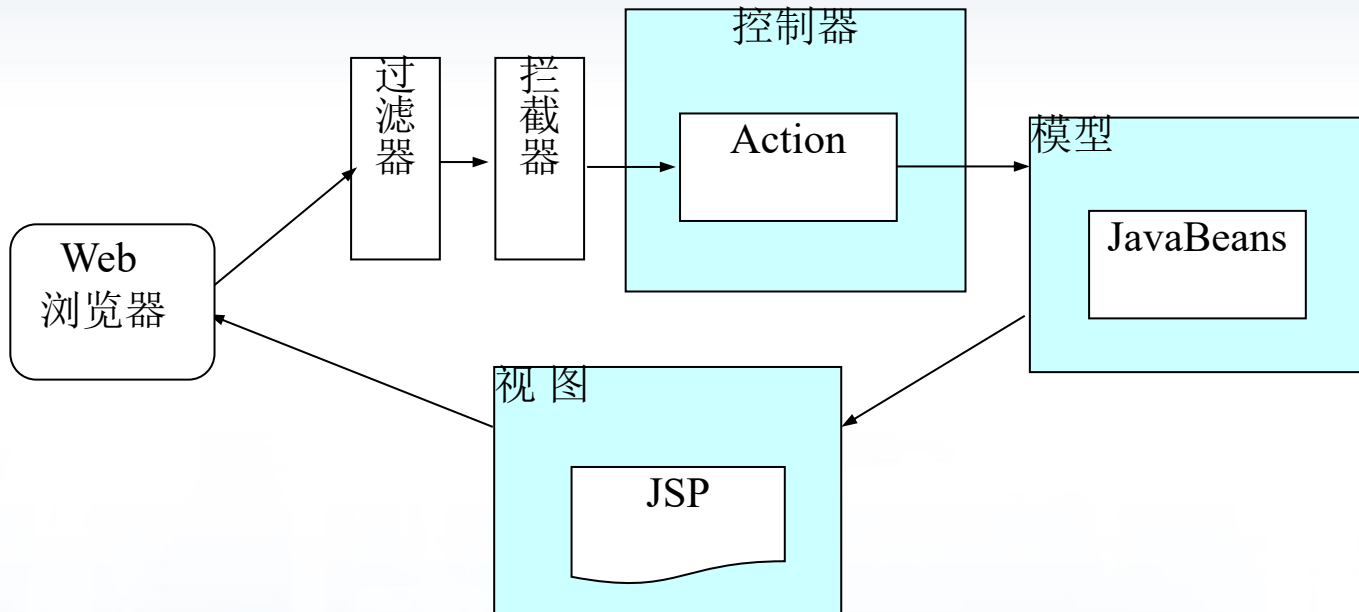 控制器
过滤器
拦截器
Action
模型
JavaBeans
Web
浏览器
视 图
JSP